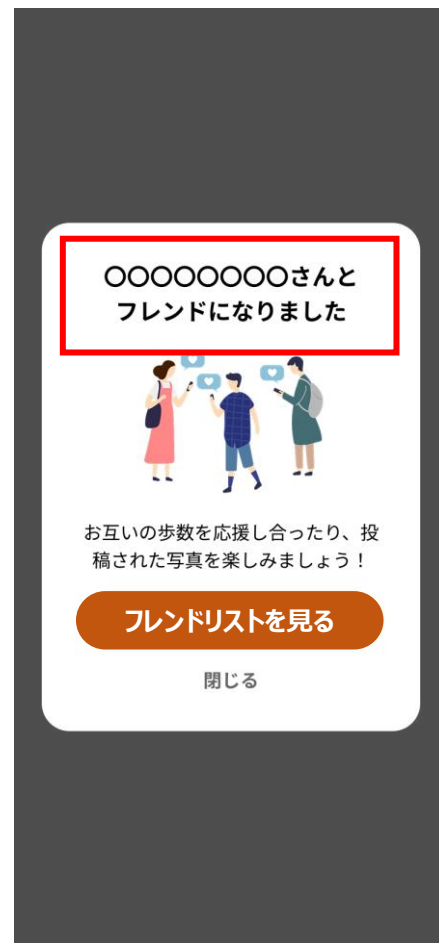 〇〇〇〇〇〇〇〇さんと
フレンドになりました
お互いの歩数を応援し合ったり、投
稿された写真を楽しみましょう！
フレンドリストを見る
閉じる